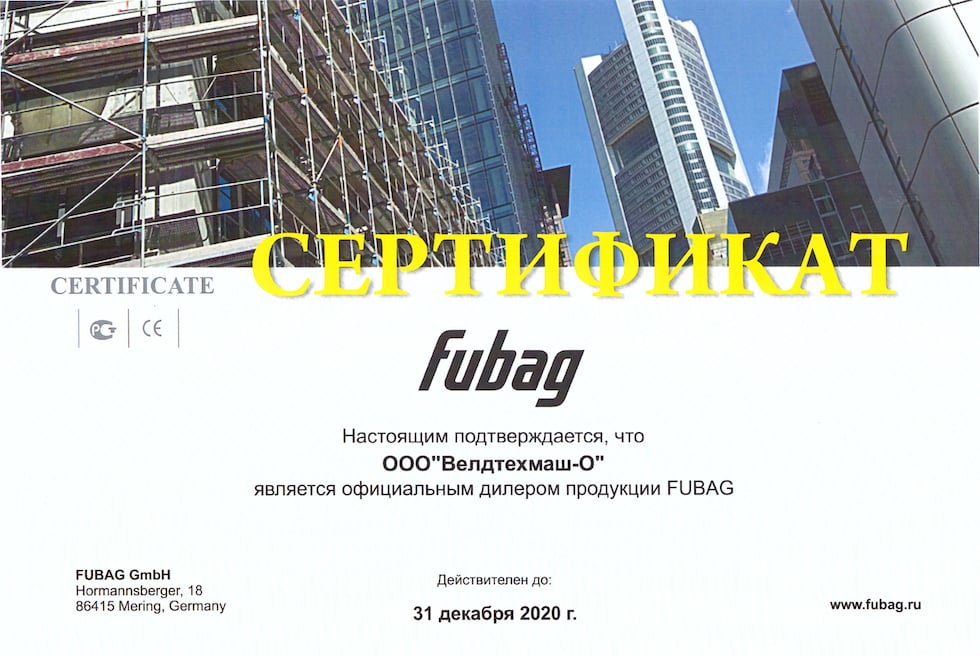 СЕРТИФИКАТ
CERTIFICATE
РС CE
fubag
Настоящим подтверждается, что
ООО"Велдтехмаш-О"
является официальным дилером продукции FUBAG
FUBAG GmbH
Hormannsberger, 18
86415 Mering, Germany
Действителен до:
31 декабря 2020 г.
www.fubag.ru